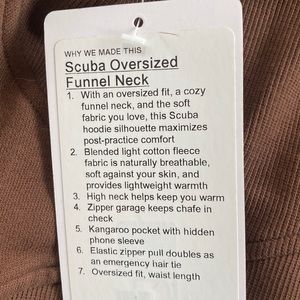 WHY WE MADE THIS
Scuba Oversized
Funnel Neck
1. With an oversized fit, a cozy
funnel neck, and the soft
fabric you love, this Scuba
hoodie silhouette maximizes
post-practice comfort
2. Blended light cotton fleece
fabric is naturally breathable,
soft against your skin, and
provides lightweight warmth
3. High neck helps keep you warm
4. Zipper garage keeps chafe in
check
5. Kangaroo pocket with hidden
phone sleeve
6. Elastic zipper pull doubles as
an emergency hair tie
7. Oversized fit, waist length